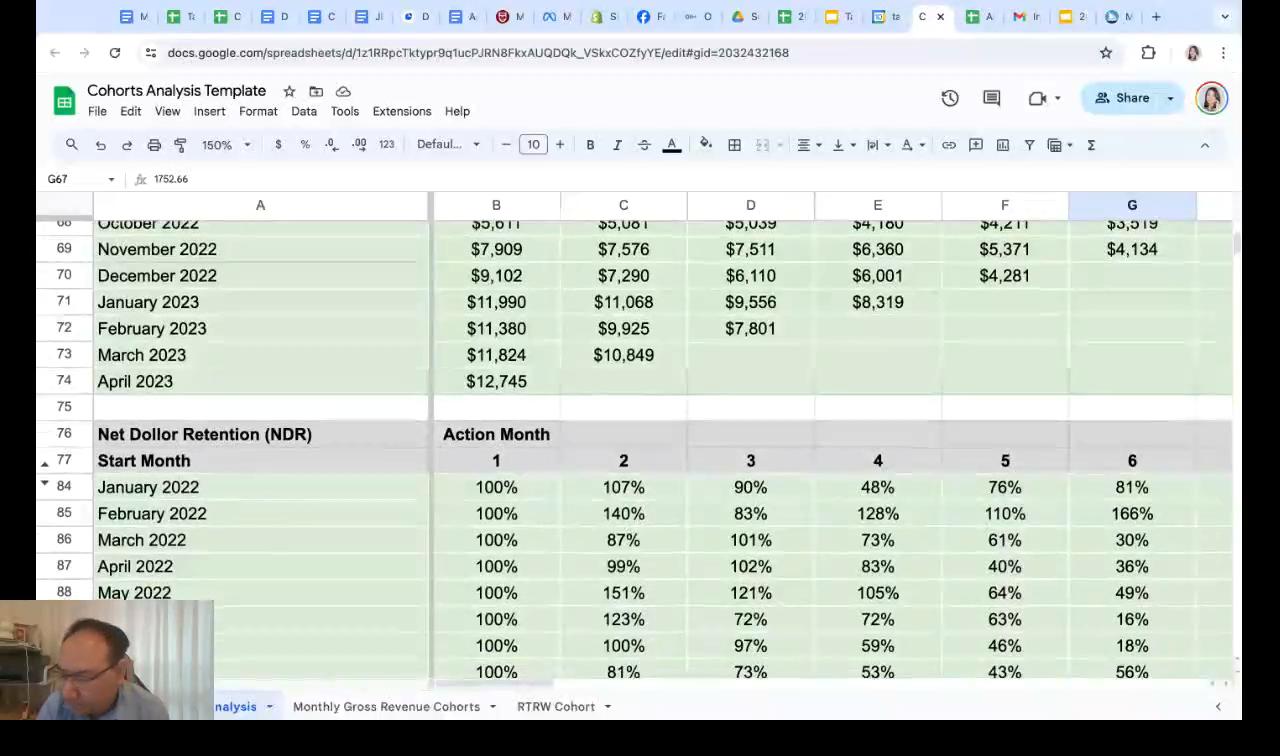 M Ta C D C Jl D A M M S Fa O S 2( Ta ta C A Ir 2 M
docs.google.com/spreadsheets/d/1z1RRpcTktypr9q1ucPJRN8FkxAUQDQk_VSkxCOZfyYE/edit#gid=2032432168
Cohorts Analysis Template
File Edit View Insert Format Data Tools Extensions Help
Share
150% $ % .0 .00 123 Defaul... 10 B I A
G67 fx 1752.66
A B C D E F G
68 October 2022 $5,611 $5,081 $5,039 $4,180 $4,211 $3,519
69 November 2022 $7,909 $7,576 $7,511 $6,360 $5,371 $4,134
70 December 2022 $9,102 $7,290 $6,110 $6,001 $4,281
71 January 2023 $11,990 $11,068 $9,556 $8,319
72 February 2023 $11,380 $9,925 $7,801
73 March 2023 $11,824 $10,849
74 April 2023 $12,745
75
76 Net Dollor Retention (NDR) Action Month
77 Start Month 1 2 3 4 5 6
84 January 2022 100% 107% 90% 48% 76% 81%
85 February 2022 100% 140% 83% 128% 110% 166%
86 March 2022 100% 87% 101% 73% 61% 30%
87 April 2022 100% 99% 102% 83% 40% 36%
88 May 2022 100% 151% 121% 105% 64% 49%
100% 123% 72% 72% 63% 16%
100% 100% 97% 59% 46% 18%
100% 81% 73% 53% 43% 56%
nalysis Monthly Gross Revenue Cohorts RTRW Cohort